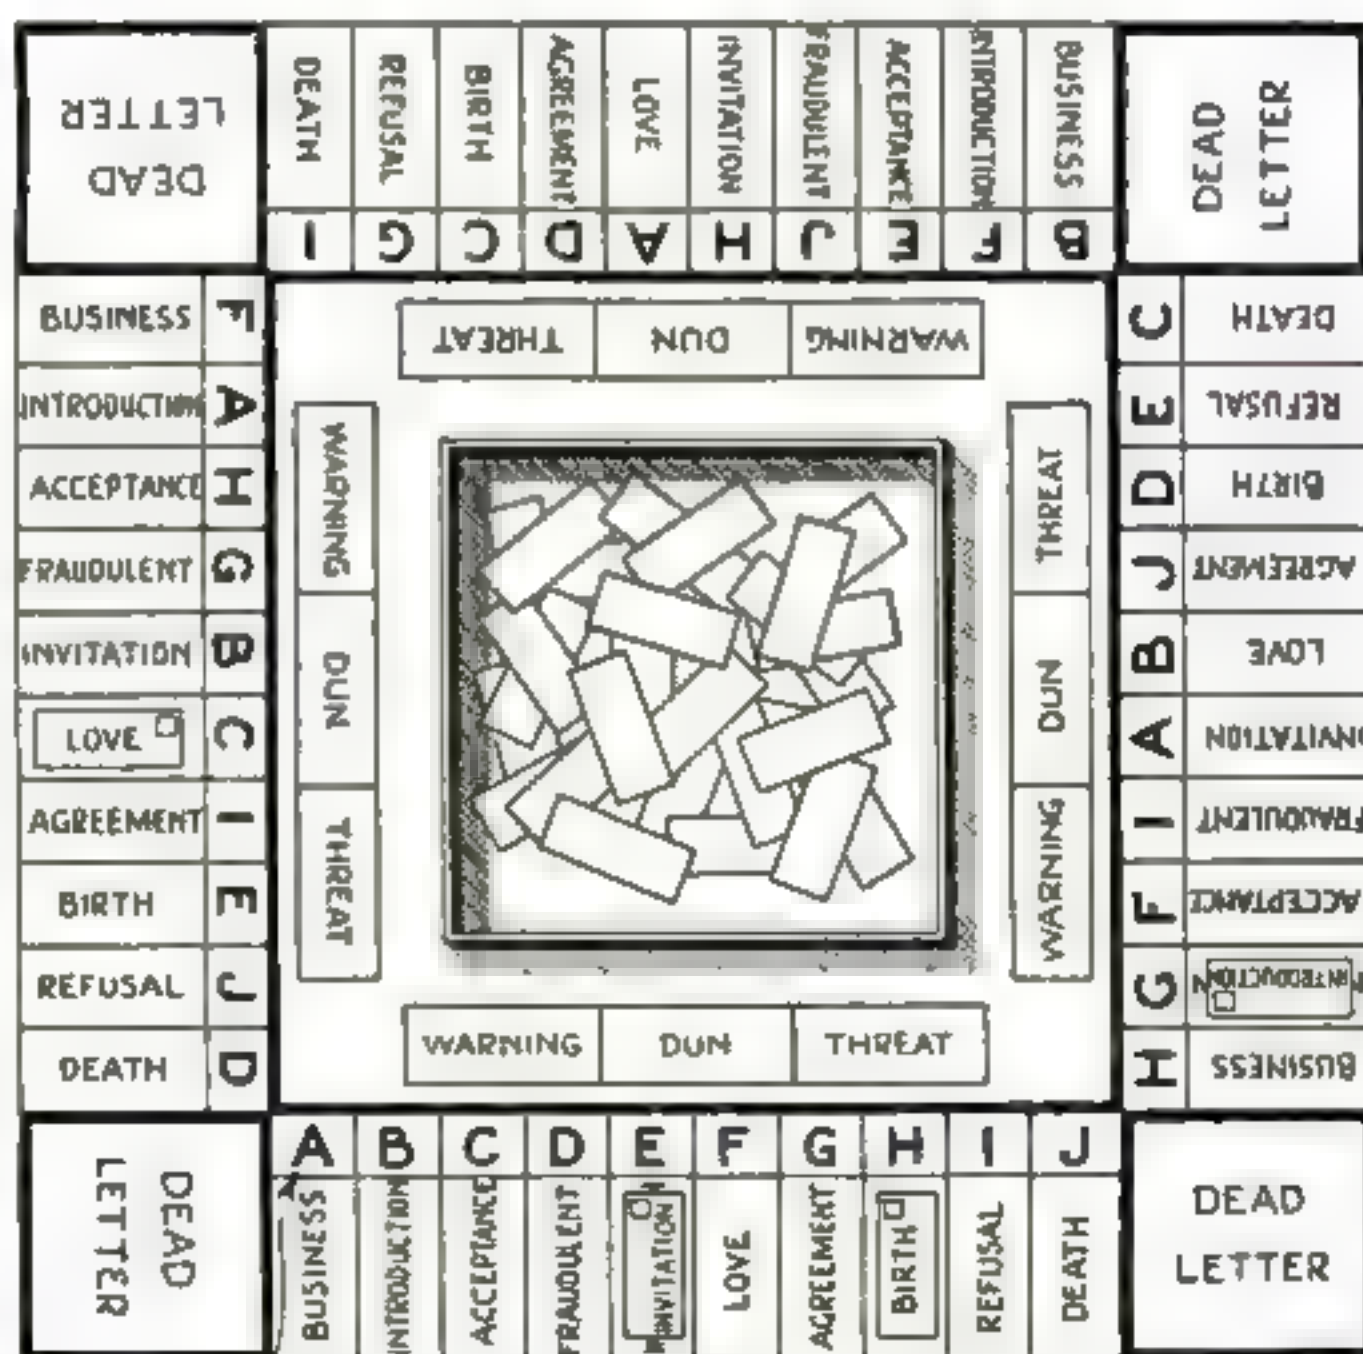 DEAD
LETTER
DEATH
REFUSAL
BIRTH
AGREEMENT
LOVE
INVITATION
FRAUDULENT
ACCEPTANCE
INTRODUCTION
BUSINESS
DEAD
LETTER
I
G
C
D
A
H
J
E
F
B
BUSINESS F
INTRODUCTION A
ACCEPTANCE H
FRAUDULENT G
INVITATION B
LOVE C
AGREEMENT I
BIRTH E
REFUSAL J
DEATH D
THREAT
DUN
WARNING
WARNING
DUN
THREAT
THREAT
DUN
WARNING
WARNING
DUN
THREAT
C DEATH
E REFUSAL
D BIRTH
J AGREEMENT
B LOVE
A INVITATION
I FRAUDULENT
F ACCEPTANCE
G INTRODUCTION
H BUSINESS
DEAD
LETTER
A
B
C
D
E
F
G
H
I
J
BUSINESS
INTRODUCTION
ACCEPTANCE
FRAUDULENT
INVITATION
LOVE
AGREEMENT
BIRTH
REFUSAL
DEATH
DEAD
LETTER